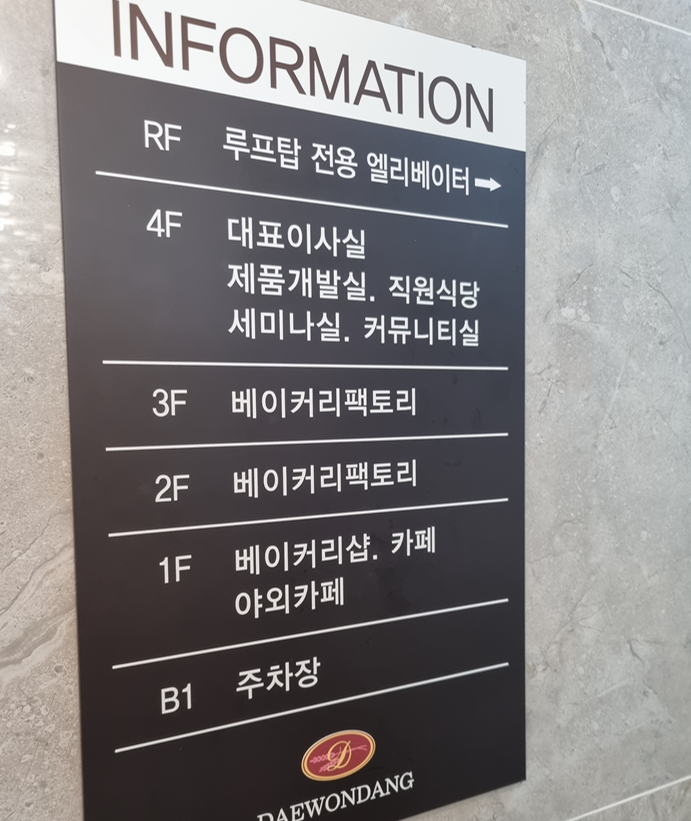 INFORMATION
RF 루프탑 전용 엘리베이터 →
4F 대표이사실
제품개발실. 직원식당
세미나실. 커뮤니티실
3F 베이커리팩토리
2F 베이커리팩토리
1F 베이커리샵. 카페
야외카페
B1 주차장
D
DAEWONDANG